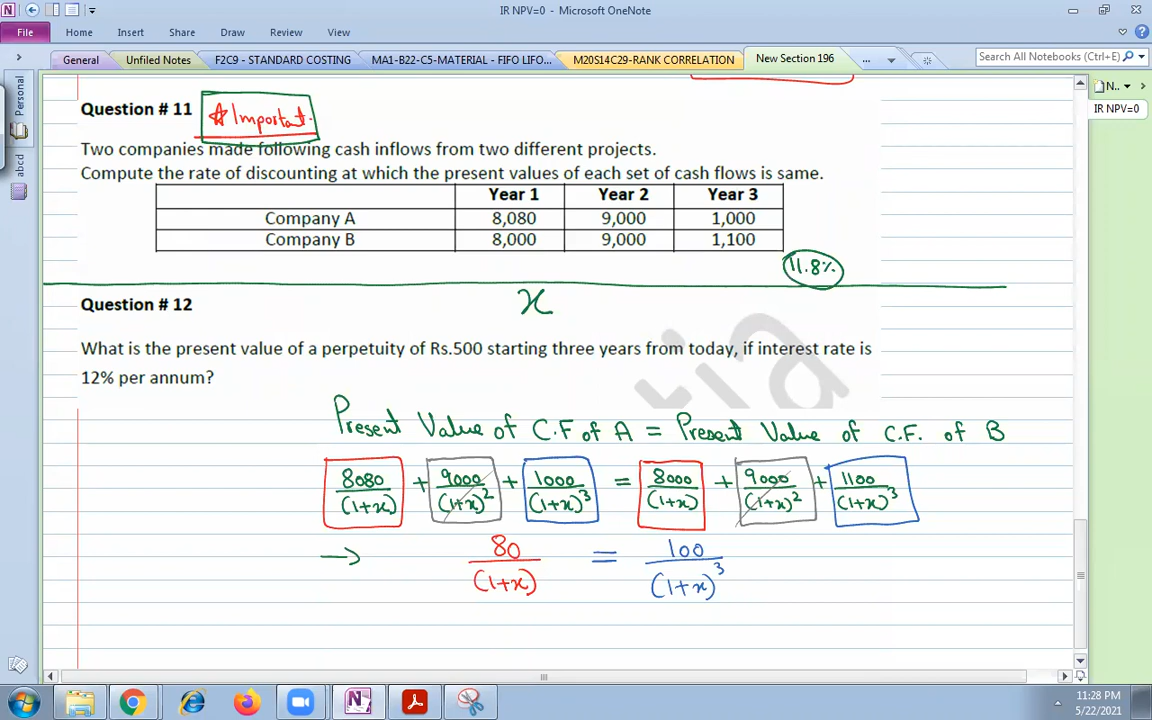 IR NPV=0 - Microsoft OneNote
File Home Insert Share Draw Review View
General Unfiled Notes F2C9 - STANDARD COSTING MA1-B22-C5-MATERIAL - FIFO LIFO... M20S14C29-RANK CORRELATION New Section 196 ... Search All Notebooks (Ctrl+E)
Personal
abcd
N..
IR NPV=0
Question # 11 Important.
Two companies made following cash inflows from two different projects.
Compute the rate of discounting at which the present values of each set of cash flows is same.
Year 1 Year 2 Year 3
Company A 8,080 9,000 1,000
Company B 8,000 9,000 1,100
11.8%
x
Question # 12
What is the present value of a perpetuity of Rs.500 starting three years from today, if interest rate is
12% per annum?
Present Value of C.F of A = Present Value of C.F. of B
8080/(1+x) + 9000/(1+x)² + 1000/(1+x)³ = 8000/(1+x) + 9000/(1+x)² + 1100/(1+x)³
→ 80/(1+x) = 100/(1+x)³
11:28 PM
5/22/2021